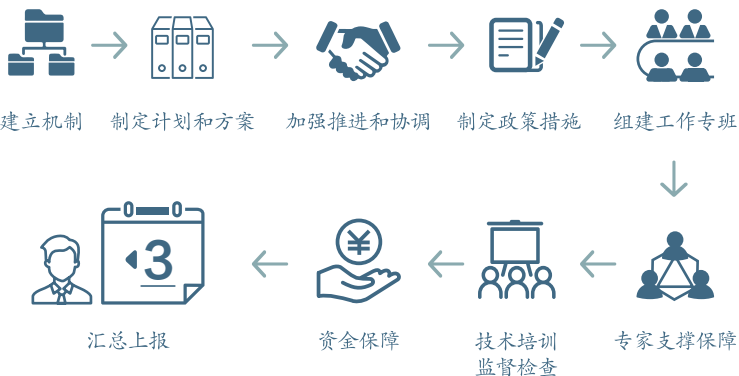 建立机制
制定计划和方案
加强推进和协调
制定政策措施
组建工作专班
专家支撑保障
技术培训
监督检查
¥
资金保障
3
汇总上报